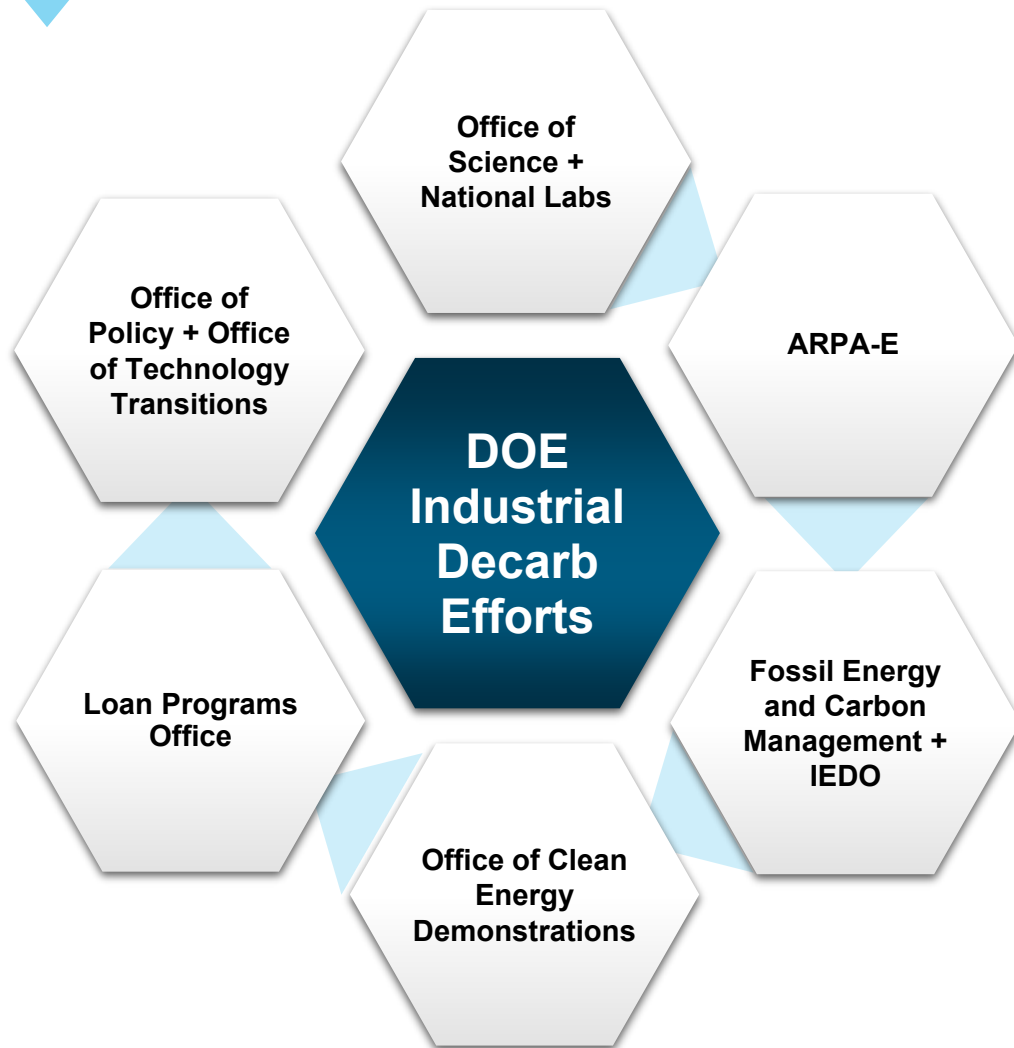 Office of
Science +
National Labs
ARPA-E
Office of
Policy + Office
of Technology
Transitions
DOE
Industrial
Decarb
Efforts
Fossil Energy
and Carbon
Management +
IEDO
Loan Programs
Office
Office of Clean
Energy
Demonstrations